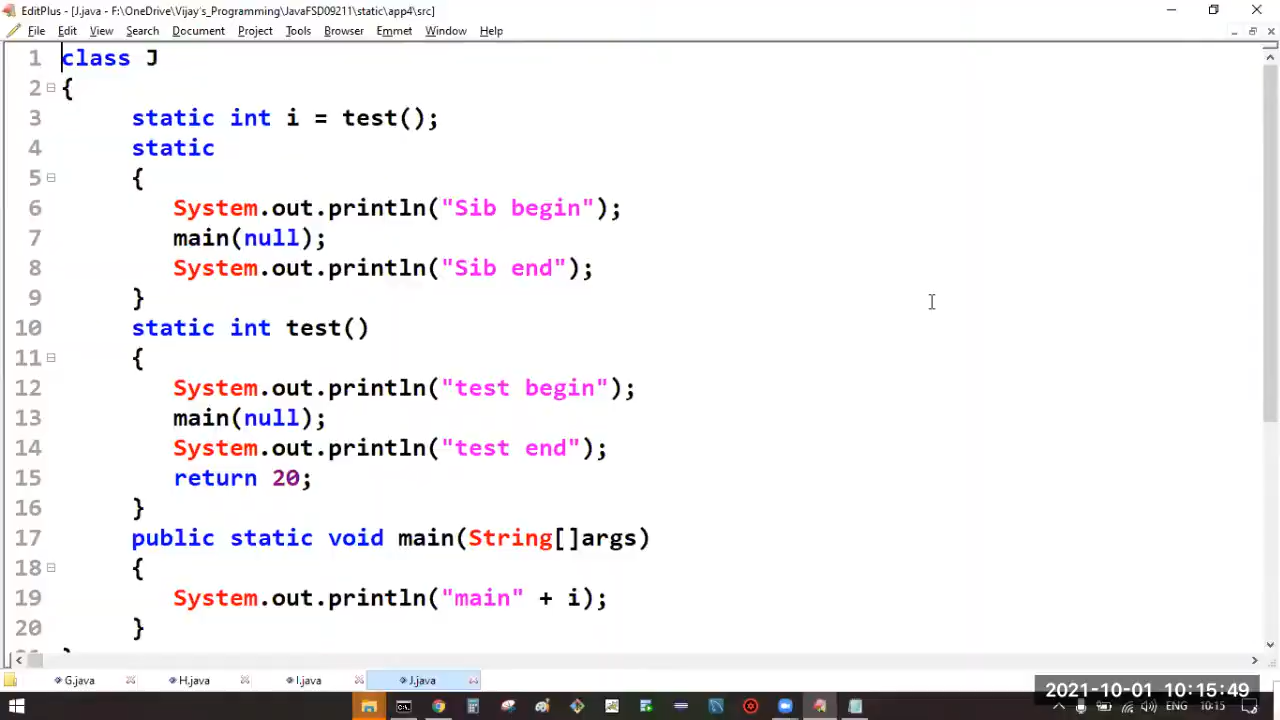 EditPlus - [J.java - F:\OneDrive\Vijay's_Programming\JavaFSD09211\static\app4\src]
File Edit View Search Document Project Tools Browser Emmet Window Help
1 class J
2 {
3 static int i = test();
4 static
5 {
6 System.out.println("Sib begin");
7 main(null);
8 System.out.println("Sib end");
9 }
10 static int test()
11 {
12 System.out.println("test begin");
13 main(null);
14 System.out.println("test end");
15 return 20;
16 }
17 public static void main(String[]args)
18 {
19 System.out.println("main" + i);
20 }
G.java H.java I.java J.java
2021-10-01 10:15:49
ENG 10:15